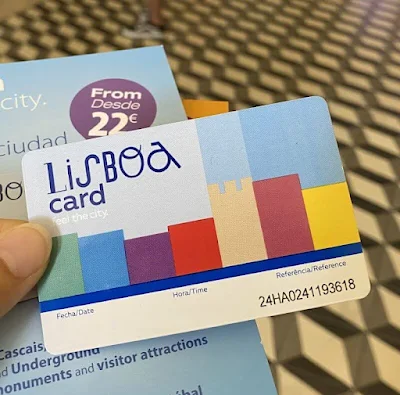 city.
From
Desde
22€
ciudad
LiSBOA
card
feel the city.
Fecha/Date
Hora/Time
Referência/Reference
24HA0241193618
Cascais,
Underground
monuments and visitor attractions